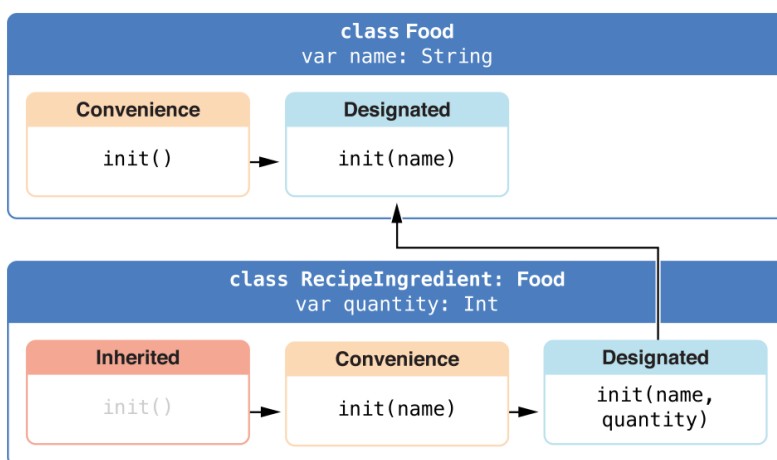 class Food
var name: String
Convenience
Designated
init()
init(name)
class RecipeIngredient: Food
var quantity: Int
Inherited
Convenience
Designated
init()
init(name)
init(name,
quantity)